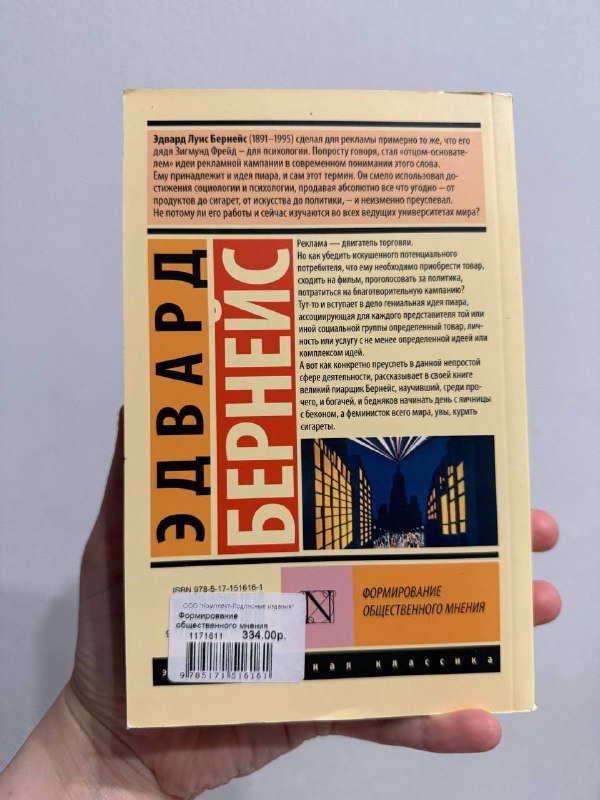 Эдвард Луис Бернейс (1891–1995) сделал для рекламы примерно то же, что его
дядя Зигмунд Фрейд – для психологии. Попросту говоря, стал «отцом-основате-
лем» идеи рекламной кампании в современном понимании этого слова.
Ему принадлежит и идея пиара, и сам этот термин. Он смело использовал до-
стижения социологии и психологии, продавая абсолютно все что угодно – от
продуктов до сигарет, от искусства до политики, – и неизменно преуспевал.
Не потому ли его работы и сейчас изучаются во всех ведущих университетах мира?
ЭДВАРД
БЕРНЕЙС
Реклама — двигатель торговли.
Но как убедить искушенного потенциального
потребителя, что ему необходимо приобрести товар,
сходить на фильм, проголосовать за политика,
потратиться на благотворительную кампанию?
Тут-то и вступает в дело гениальная идея пиара,
ассоциирующая для каждого представителя той или
иной социальной группы определенный товар, лич-
ность или услугу с не менее определенной идеей или
комплексом идей.
А вот как конкретно преуспеть в данной непростой
сфере деятельности, рассказывает в своей книге
великий пиарщик Бернейс, научивший, среди про-
чего, и богачей, и бедняков начинать день с яичницы
с беконом, а феминисток всего мира, увы, курить
сигареты.
ISBN 978-5-17-151616-1
ООО "Комплект-Подписные издания"
Формирование
общественного мнения
1171611 334.00р.
9785171516161
N
ФОРМИРОВАНИЕ
ОБЩЕСТВЕННОГО МНЕНИЯ
классика